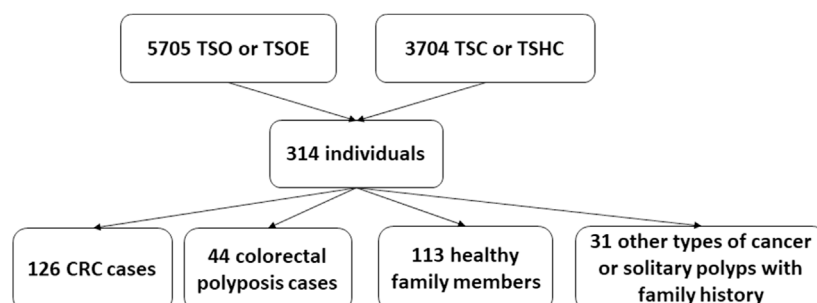 5705 TSO or TSOE
3704 TSC or TSHC
314 individuals
126 CRC cases
44 colorectal
polyposis cases
113 healthy
family members
31 other types of cancer
or solitary polyps with
family history